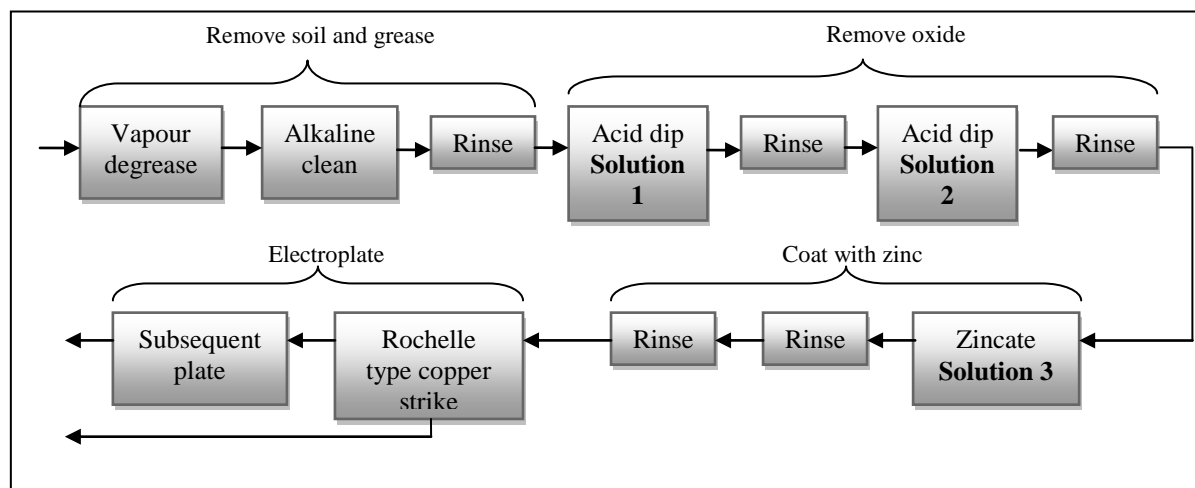 Remove soil and grease
Remove oxide
Vapour
degrease
Alkaline
clean
Rinse
Acid dip
Solution
1
Rinse
Acid dip
Solution
2
Rinse
Electroplate
Coat with zinc
Subsequent
plate
Rochelle
type copper
strike
Rinse
Rinse
Zincate
Solution 3